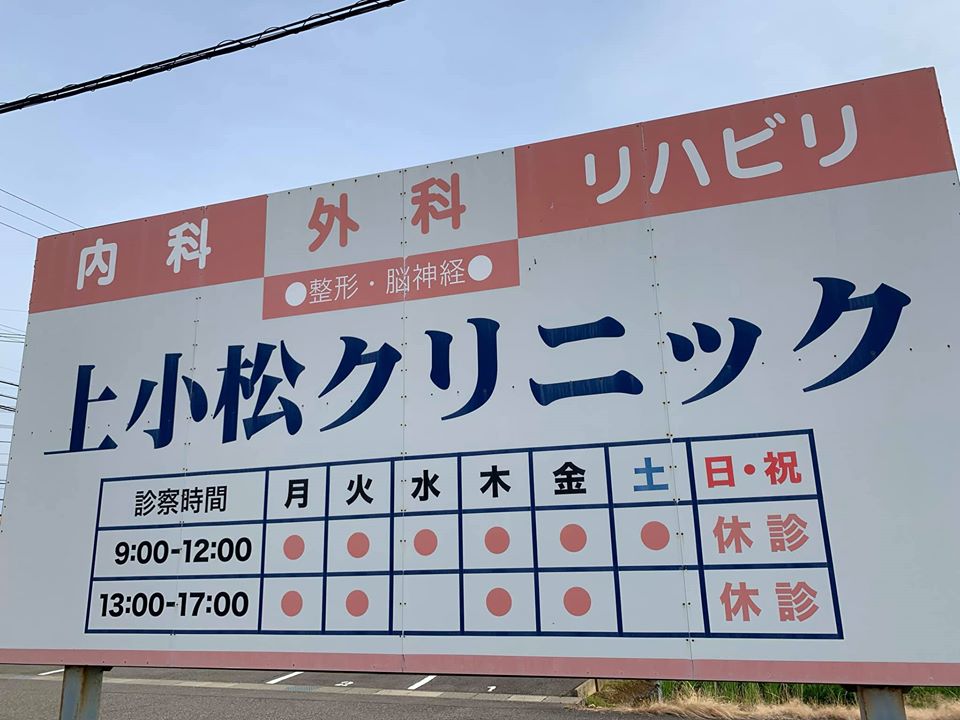 内科 外科 リハビリ
●整形・脳神経●
上小松クリニック
診察時間 月 火 水 木 金 土 日・祝
9:00-12:00 ● ● ● ● ● ● 休診
13:00-17:00 ● ● ● ● 休診